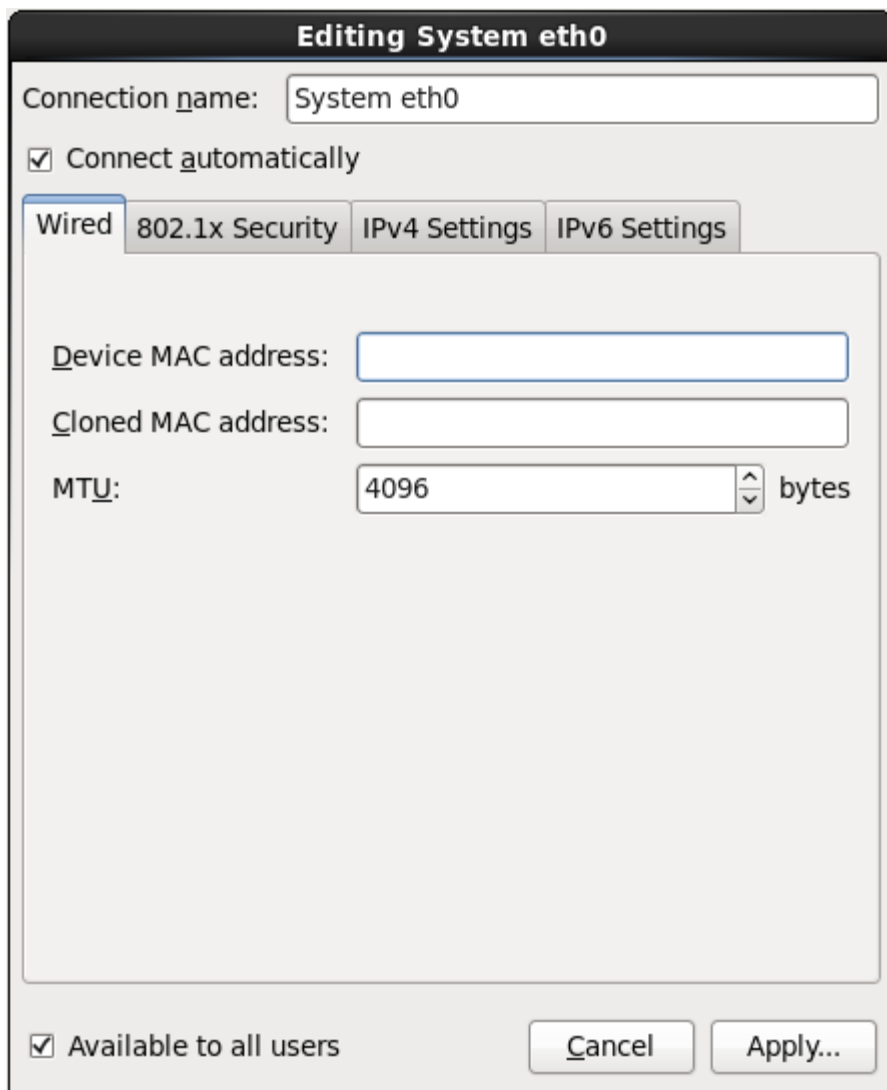 Editing System eth0
Connection name: System eth0
Connect automatically
Wired 802.1x Security IPv4 Settings IPv6 Settings
Device MAC address:
Cloned MAC address:
MTU: 4096 bytes
Available to all users Cancel Apply...